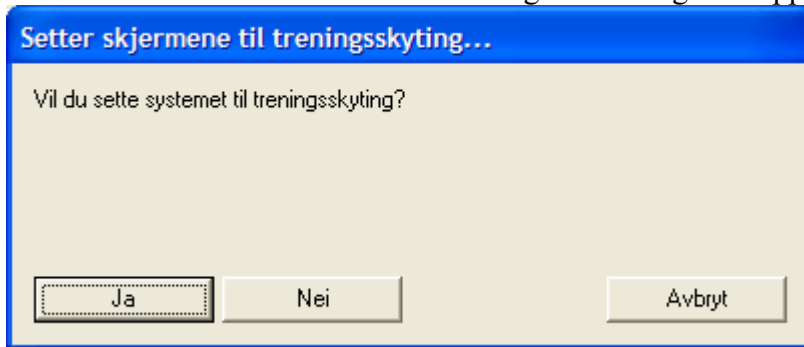 Setter skjermene til treningsskyting...
Vil du sette systemet til treningsskyting?
Ja
Nei
Avbryt